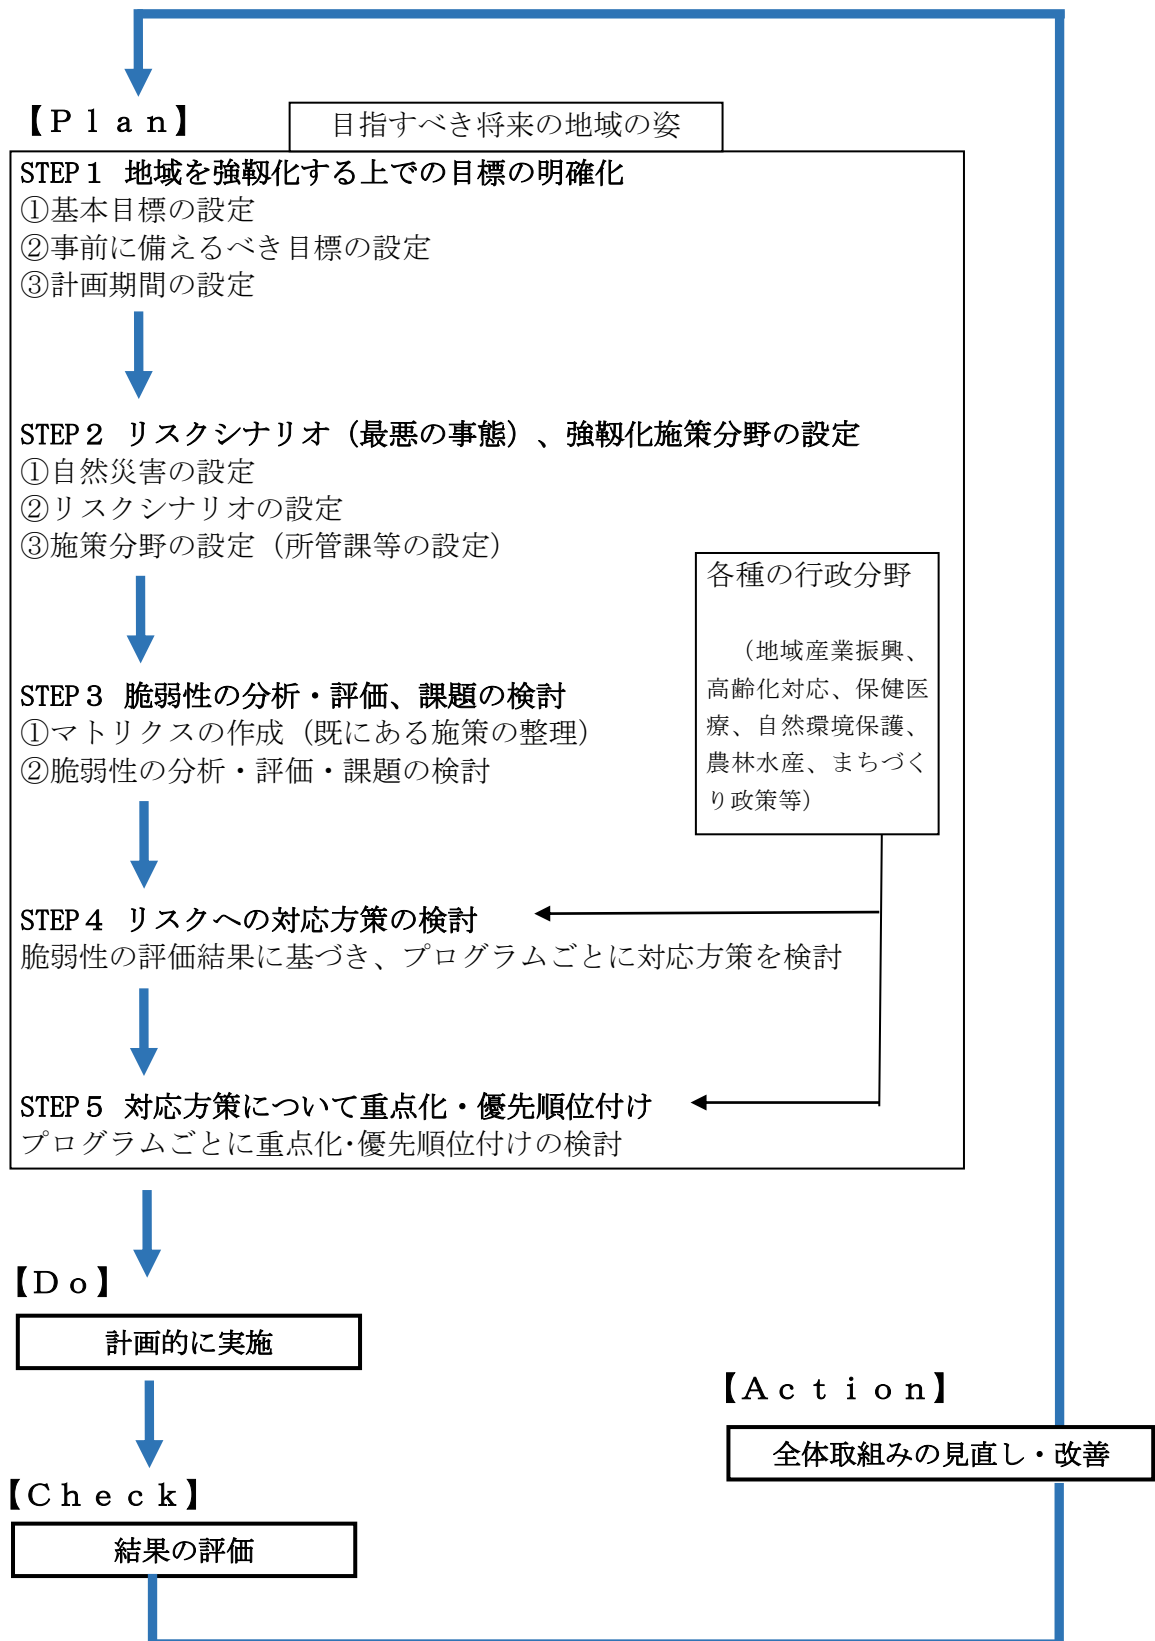 【Ｐｌａｎ】
目指すべき将来の地域の姿
STEP１ 地域を強靱化する上での目標の明確化
①基本目標の設定
②事前に備えるべき目標の設定
③計画期間の設定
STEP２ リスクシナリオ（最悪の事態）、強靱化施策分野の設定
①自然災害の設定
②リスクシナリオの設定
③施策分野の設定（所管課等の設定）
各種の行政分野
（地域産業振興、
高齢化対応、保健医
療、自然環境保護、
農林水産、まちづく
り政策等）
STEP３ 脆弱性の分析・評価、課題の検討
①マトリクスの作成（既にある施策の整理）
②脆弱性の分析・評価・課題の検討
STEP４ リスクへの対応方策の検討
脆弱性の評価結果に基づき、プログラムごとに対応方策を検討
STEP５ 対応方策について重点化・優先順位付け
プログラムごとに重点化･優先順位付けの検討
【Ｄｏ】
計画的に実施
【Ａｃｔｉｏｎ】
全体取組みの見直し・改善
【Ｃｈｅｃｋ】
結果の評価